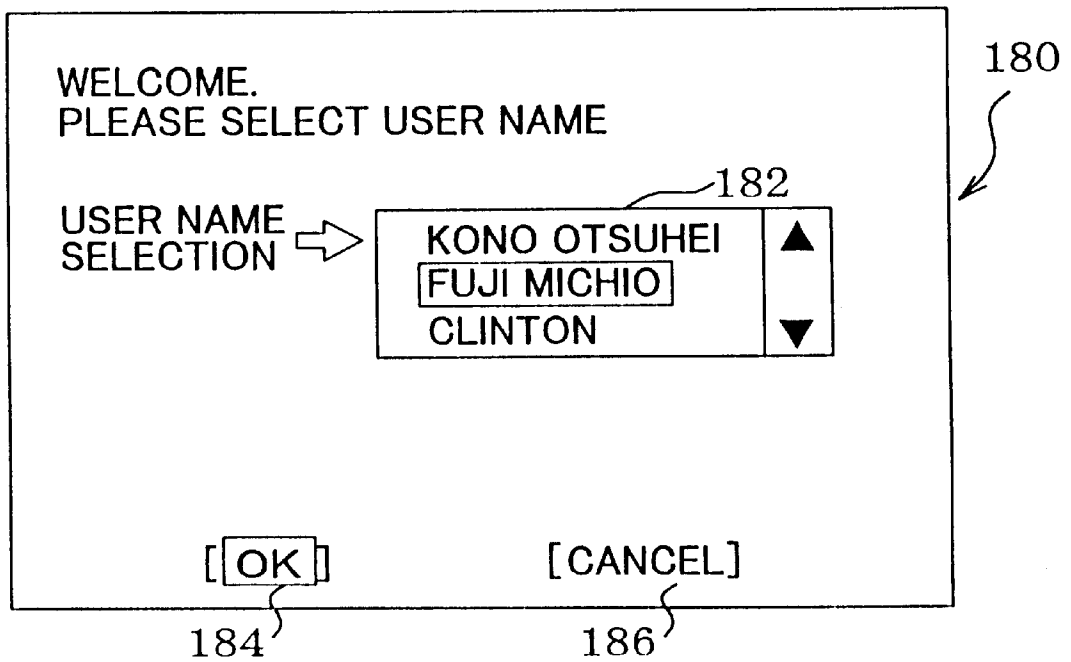 WELCOME.
PLEASE SELECT USER NAME
180
182
USER NAME
SELECTION
KONO OTSUHEI
FUJI MICHIO
CLINTON
[OK]
[CANCEL]
184
186